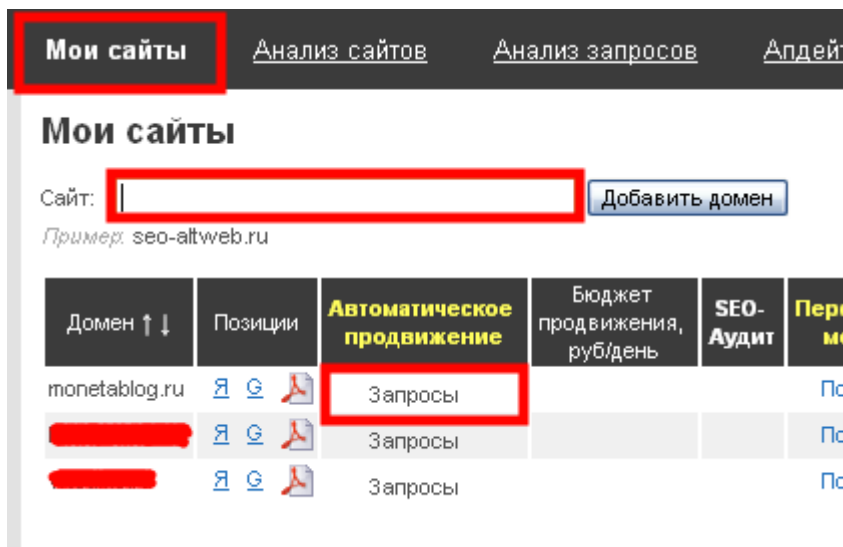 Мои сайты Анализ сайтов Анализ запросов
Мои сайты
Сайт: Добавить домен
Пример: seo-altweb.ru
Домен ↑↓ Позиции Автоматическое продвижение Бюджет продвижения, руб/день SEO-Аудит
monetablog.ru Я G Запросы
Я G Запросы
Я G Запросы